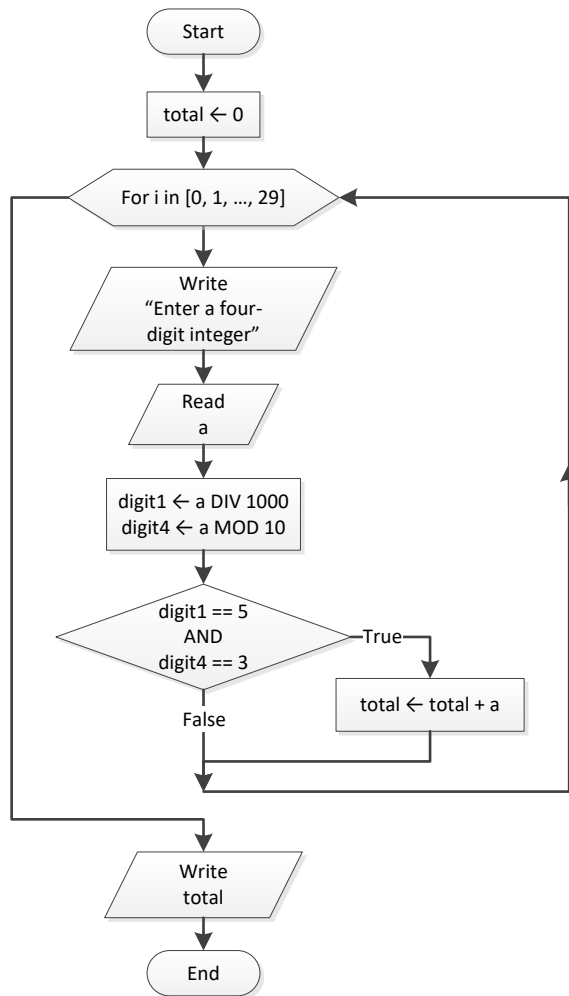 Start
total ← 0
For i in [0, 1, …, 29]
Write
“Enter a four-
digit integer”
Read
a
digit1 ← a DIV 1000
digit4 ← a MOD 10
digit1 == 5
AND
digit4 == 3
True
total ← total + a
False
Write
total
End